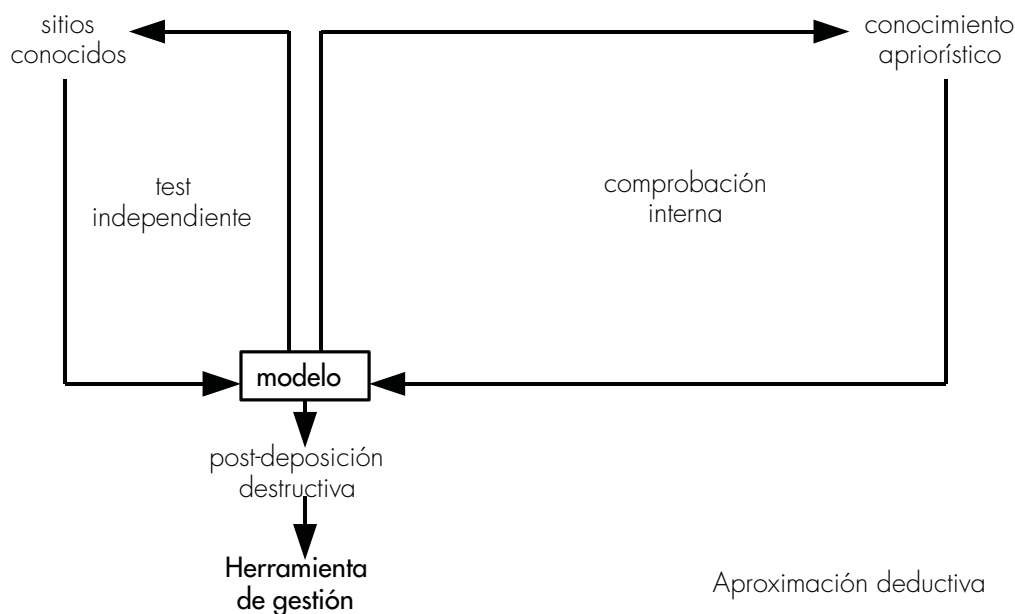 sitios
conocidos
conocimiento
apriorístico
test
independiente
comprobación
interna
modelo
post-deposición
destructiva
Herramienta
de gestión
Aproximación deductiva